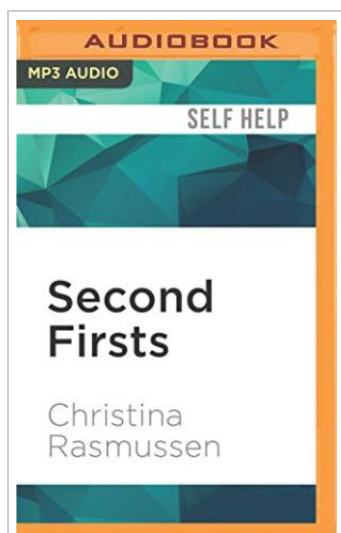 AUDIOBOOK
MP3 AUDIO
SELF HELP
Second
Firsts
Christina
Rasmussen